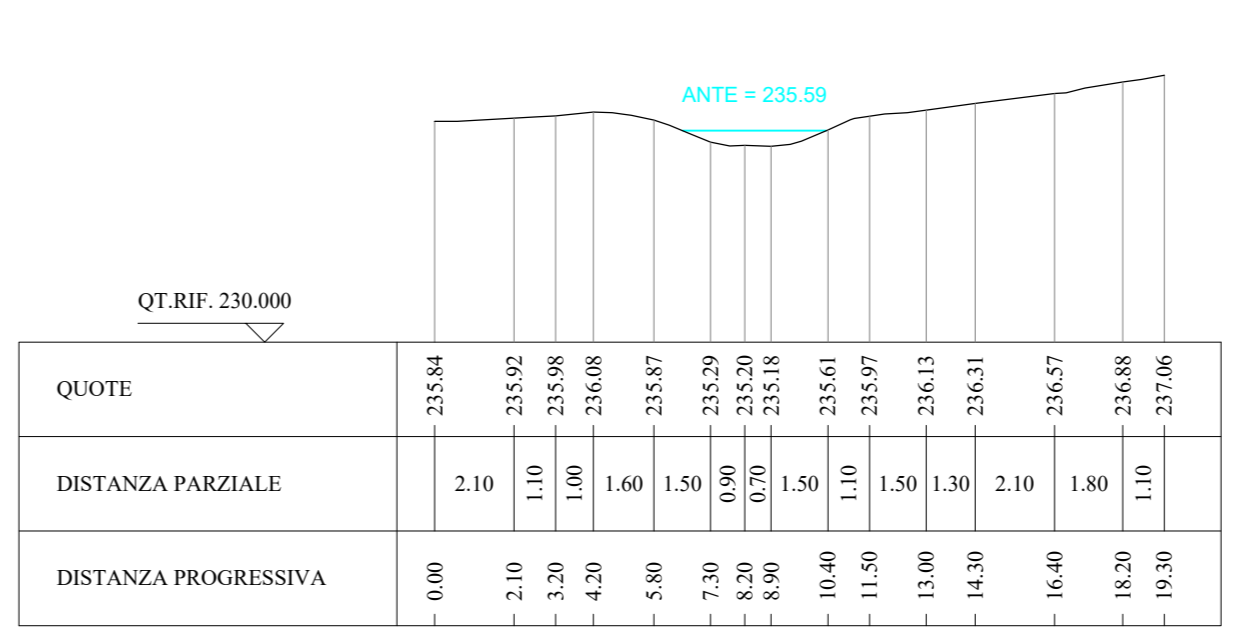 ANTE = 235.59
QT.RIF. 230.000
QUOTE 235.84 235.92 235.98 236.08 235.87 235.29 235.20 235.18 235.61 235.97 236.13 236.31 236.57 236.88 237.06
DISTANZA PARZIALE 2.10 1.10 1.00 1.60 1.50 0.90 0.70 1.50 1.10 1.50 1.30 2.10 1.80 1.10
DISTANZA PROGRESSIVA 0.00 2.10 3.20 4.20 5.80 7.30 8.20 8.90 10.40 11.50 13.00 14.30 16.40 18.20 19.30